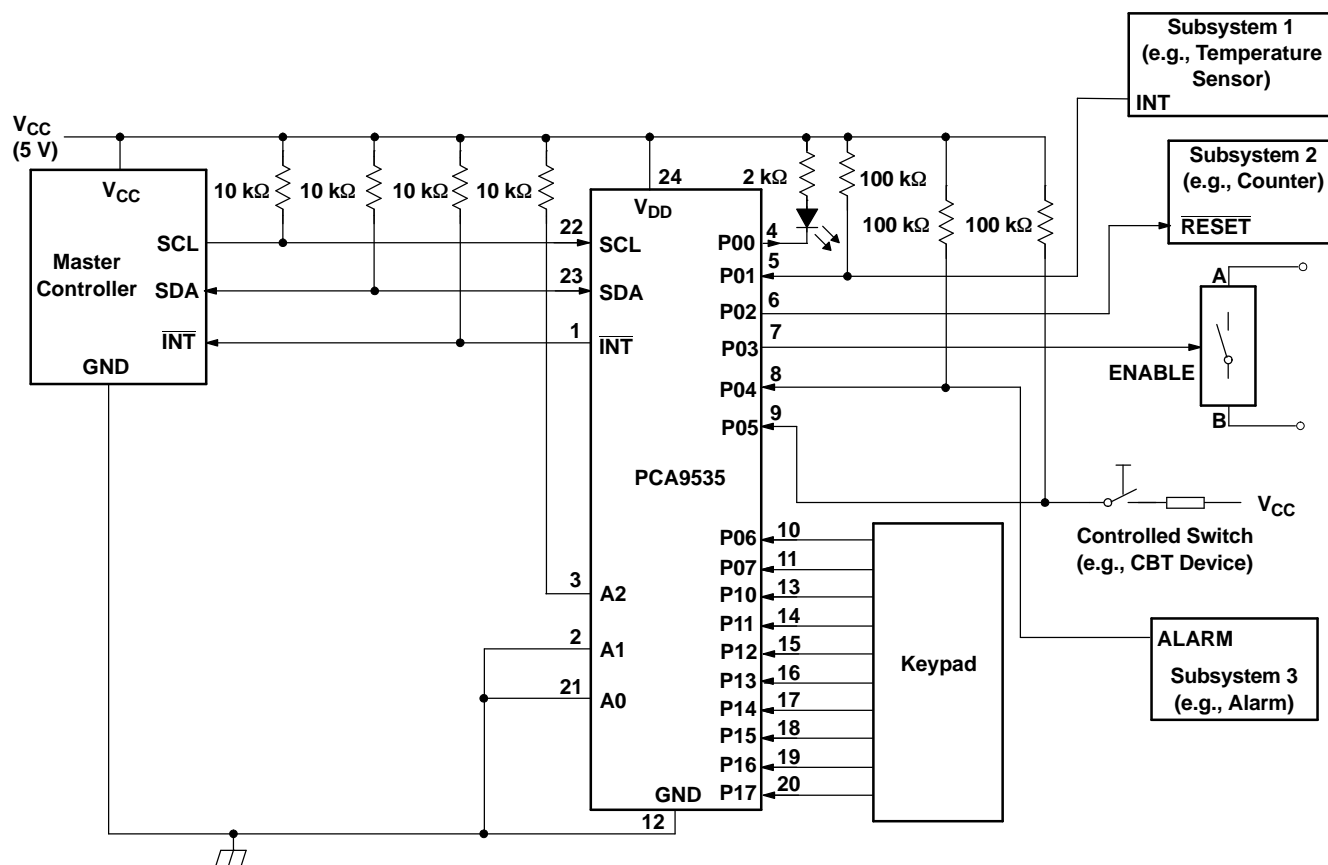 Subsystem 1
(e.g., Temperature
Sensor)
INT
VCC
(5 V)
VCC
10 kΩ
10 kΩ
10 kΩ
10 kΩ
24
VDD
2 kΩ
100 kΩ
100 kΩ
100 kΩ
Subsystem 2
(e.g., Counter)
RESET
Master
Controller
SCL
SDA
INT
GND
22
SCL
23
SDA
1
INT
3
A2
2
A1
21
A0
PCA9535
GND
12
P00
4
P01
5
P02
6
P03
7
P04
8
P05
9
P06
10
P07
11
P10
13
P11
14
P12
15
P13
16
P14
17
P15
18
P16
19
P17
20
A
ENABLE
B
VCC
Controlled Switch
(e.g., CBT Device)
Keypad
ALARM
Subsystem 3
(e.g., Alarm)